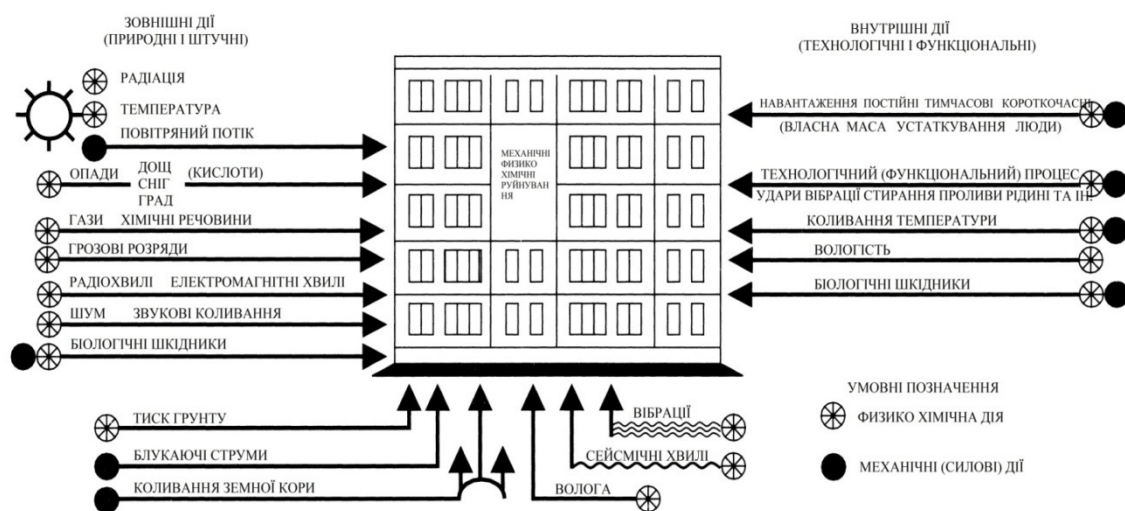 ЗОВНІШНІ ДІЇ
(ПРИРОДНІ І ШТУЧНІ)
РАДІАЦІЯ
ТЕМПЕРАТУРА
ПОВІТРЯНИЙ ПОТІК
ОПАДИ ДОЩ (КИСЛОТИ)
СНІГ
ГРАД
ГАЗИ ХІМІЧНІ РЕЧОВИНИ
ГРОЗОВІ РОЗРЯДИ
РАДІОХВИЛІ ЕЛЕКТРОМАГНІТНІ ХВИЛІ
ШУМ ЗВУКОВІ КОЛИВАННЯ
БІОЛОГІЧНІ ШКІДНИКИ
МЕХАНІЧНІ
ФИЗИКО
ХІМІЧНІ
РУЙНУВАН
НЯ
ВНУТРІШНІ ДІЇ
(ТЕХНОЛОГІЧНІ І ФУНКЦІОНАЛЬНІ)
НАВАНТАЖЕННЯ ПОСТІЙНІ ТИМЧАСОВІ КОРОТКОЧАСНІ
(ВЛАСНА МАСА УСТАТКУВАННЯ ЛЮДИ)
ТЕХНОЛОГІЧНИЙ (ФУНКЦІОНАЛЬНИЙ) ПРОЦЕС
УДАРИ ВІБРАЦІЇ СТИРАННЯ ПРОЛИВИ РІДИНІ ТА ІН.
КОЛИВАННЯ ТЕМПЕРАТУРИ
ВОЛОГІСТЬ
БІОЛОГІЧНІ ШКІДНИКИ
ТИСК ГРУНТУ
БЛУКАЮЧІ СТРУМИ
КОЛИВАННЯ ЗЕМНОЇ КОРИ
ВІБРАЦІЇ
СЕЙСМІЧНІ ХВИЛІ
ВОЛОГА
УМОВНІ ПОЗНАЧЕННЯ
ФИЗИКО ХІМІЧНА ДІЯ
МЕХАНІЧНІ (СИЛОВІ) ДІЇ